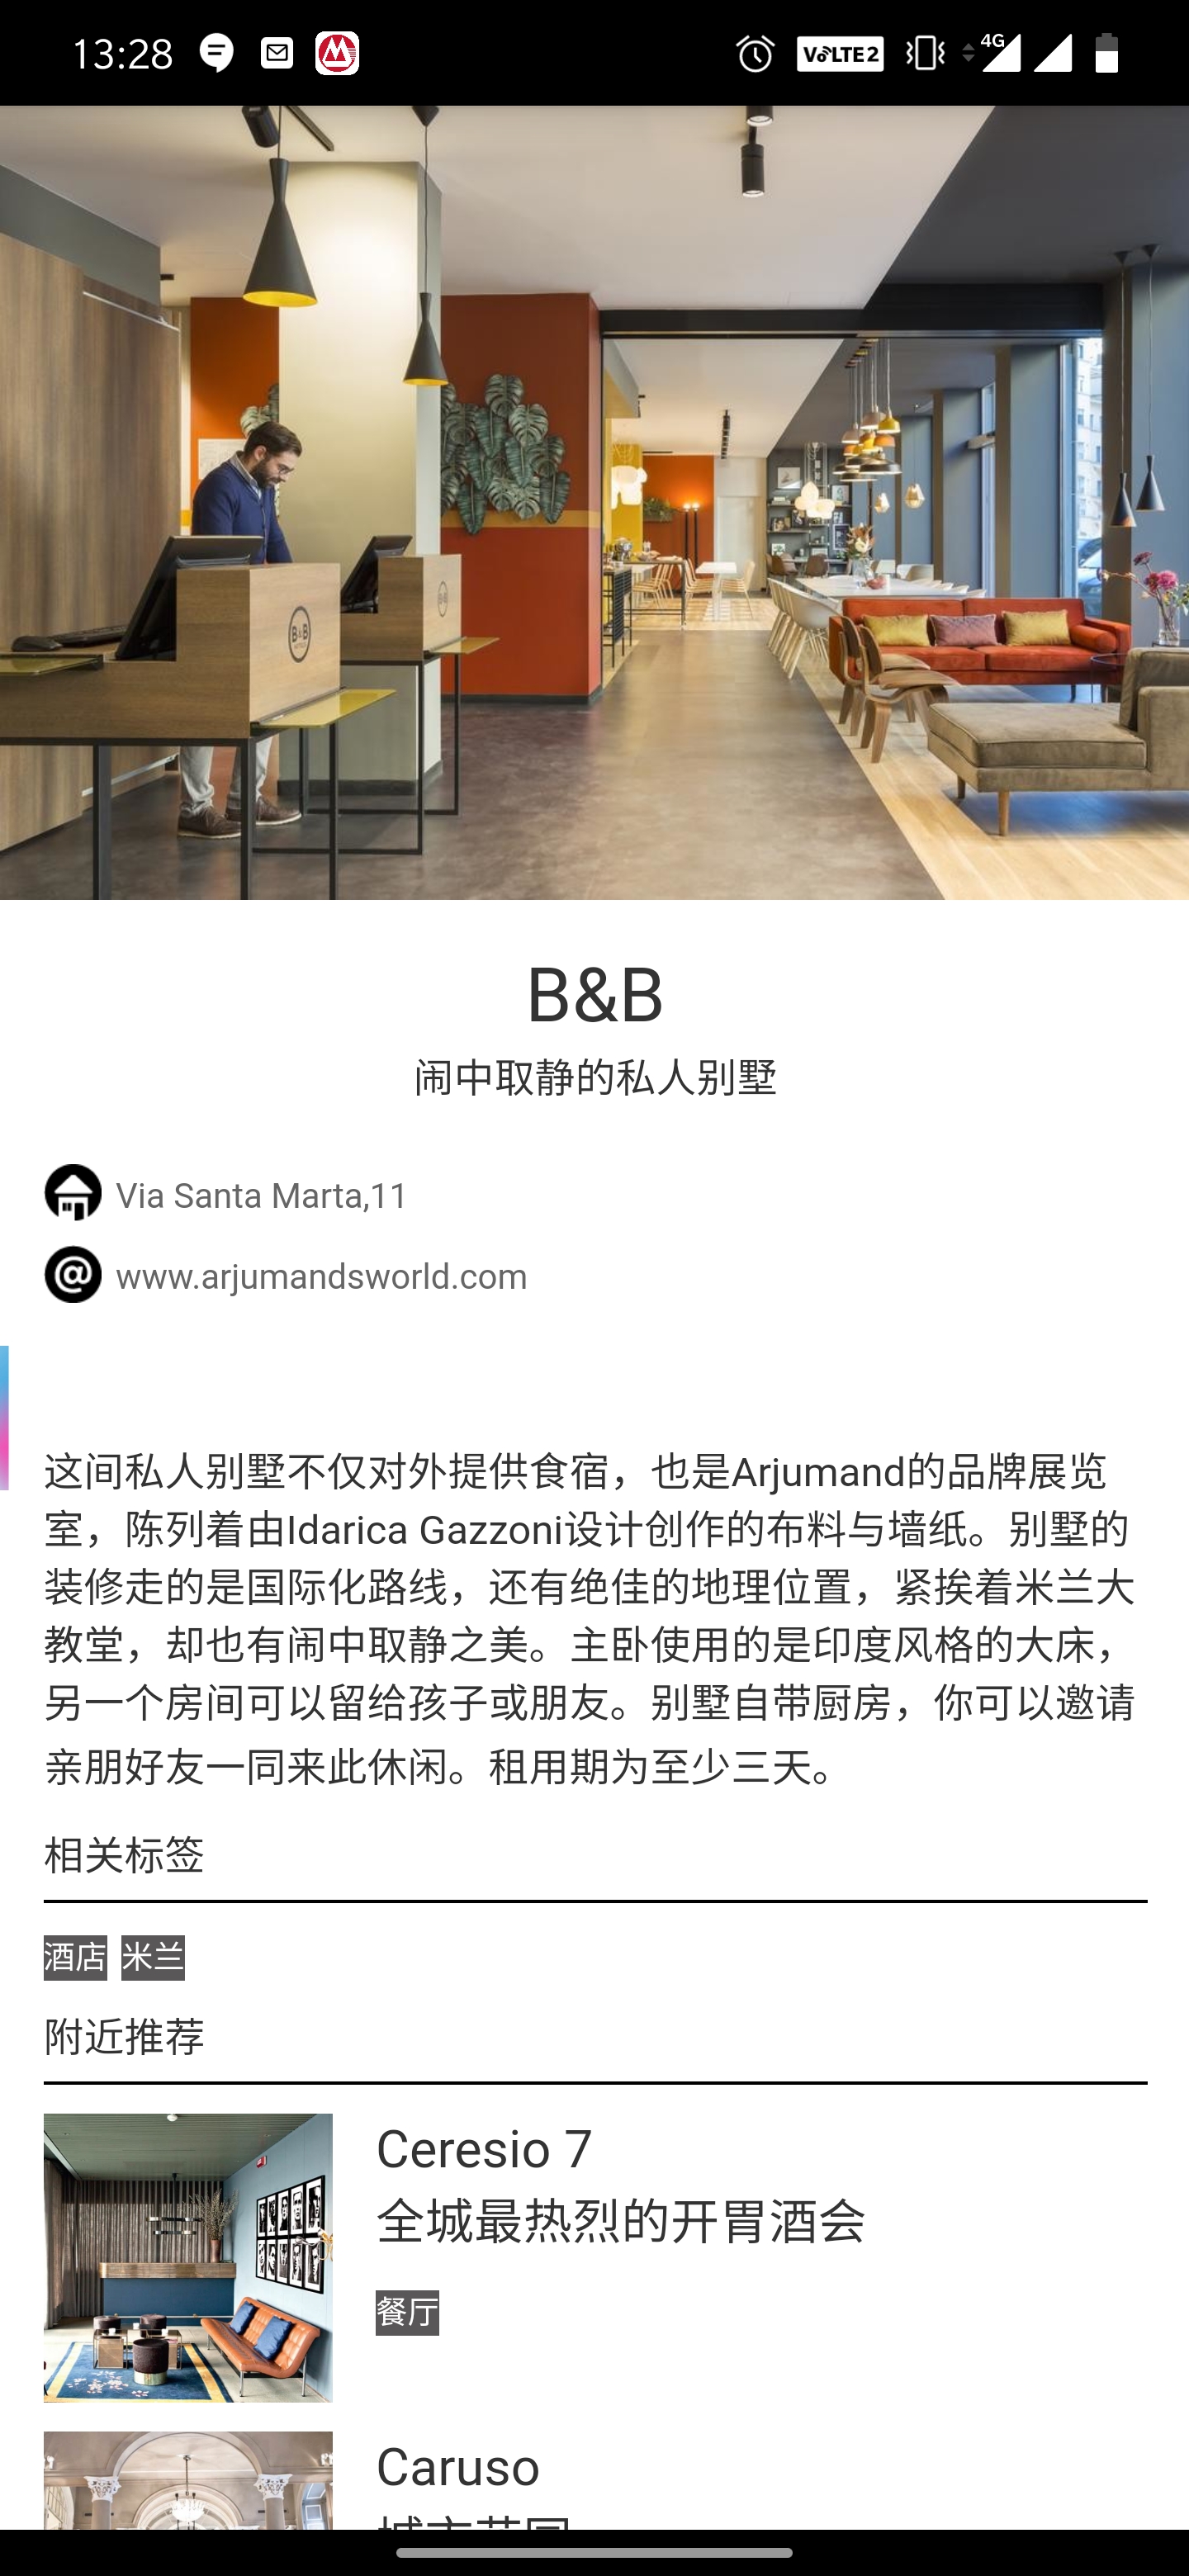 13:28
VoLTE2
4G
B&B
B&B
闹中取静的私人别墅
Via Santa Marta,11
www.arjumandsworld.com
这间私人别墅不仅对外提供食宿，也是Arjumand的品牌展览
室，陈列着由Idarica Gazzoni设计创作的布料与墙纸。别墅的
装修走的是国际化路线，还有绝佳的地理位置，紧挨着米兰大
教堂，却也有闹中取静之美。主卧使用的是印度风格的大床，
另一个房间可以留给孩子或朋友。别墅自带厨房，你可以邀请
亲朋好友一同来此休闲。租用期为至少三天。
相关标签
酒店 米兰
附近推荐
Ceresio 7
全城最热烈的开胃酒会
餐厅
Caruso